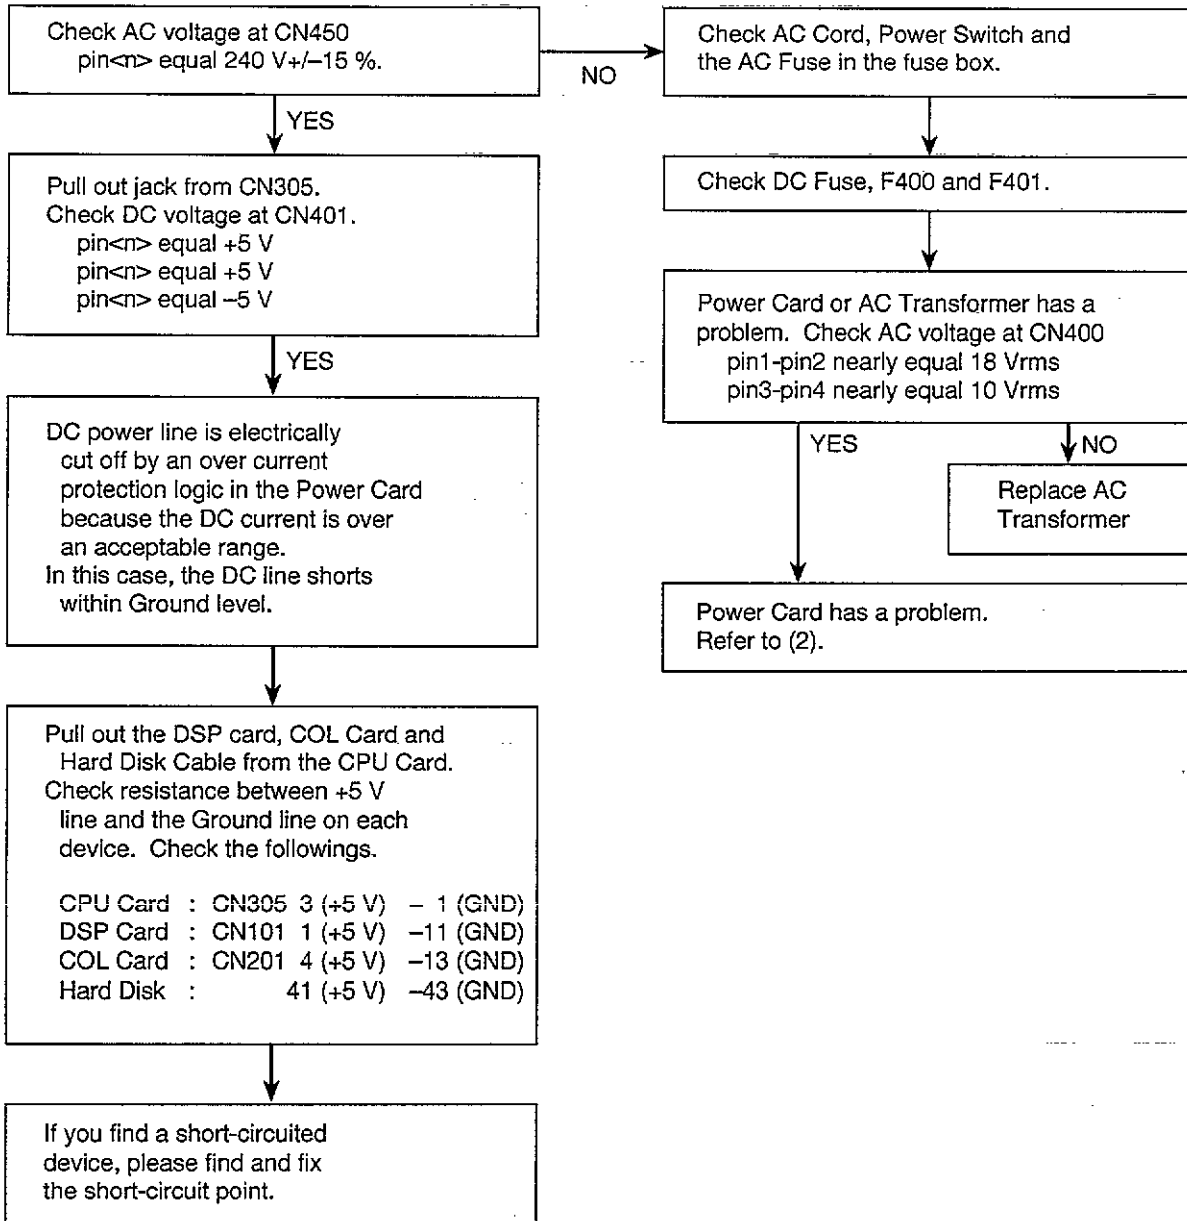 Check AC voltage at CN450
pin<n> equal 240 V+/–15 %.
NO
Check AC Cord, Power Switch and
the AC Fuse in the fuse box.
YES
Pull out jack from CN305.
Check DC voltage at CN401.
pin<n> equal +5 V
pin<n> equal +5 V
pin<n> equal –5 V
YES
DC power line is electrically
cut off by an over current
protection logic in the Power Card
because the DC current is over
an acceptable range.
In this case, the DC line shorts
within Ground level.
Pull out the DSP card, COL Card and
Hard Disk Cable from the CPU Card.
Check resistance between +5 V
line and the Ground line on each
device. Check the followings.
CPU Card : CN305 3 (+5 V) – 1 (GND)
DSP Card : CN101 1 (+5 V) –11 (GND)
COL Card : CN201 4 (+5 V) –13 (GND)
Hard Disk : 41 (+5 V) –43 (GND)
If you find a short-circuited
device, please find and fix
the short-circuit point.
Check DC Fuse, F400 and F401.
Power Card or AC Transformer has a
problem. Check AC voltage at CN400
pin1-pin2 nearly equal 18 Vrms
pin3-pin4 nearly equal 10 Vrms
YES
NO
Replace AC
Transformer
Power Card has a problem.
Refer to (2).